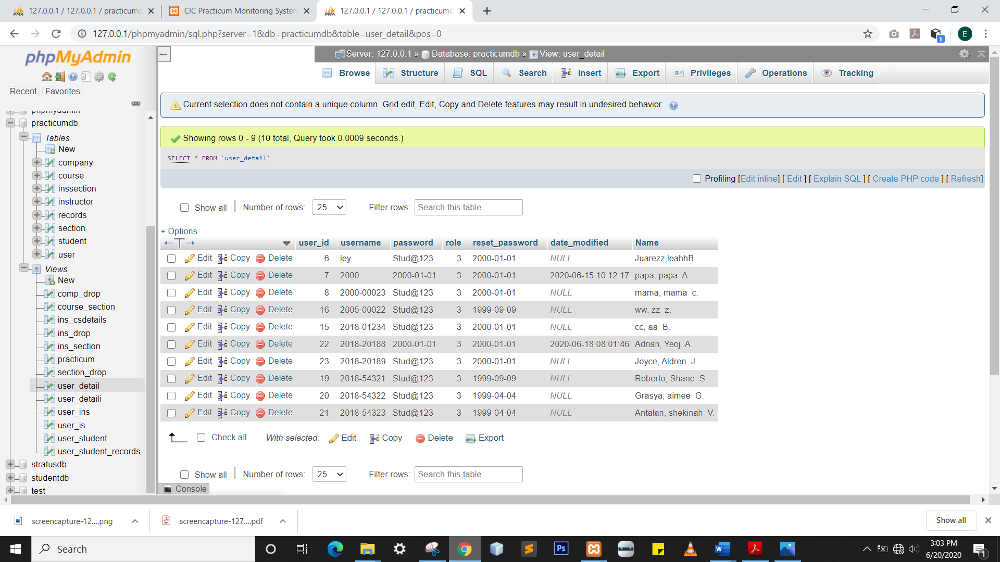 127.0.0.1 / 127.0.0.1 / practicumd
CIC Practicum Monitoring System
127.0.0.1 / 127.0.0.1 / practicumd
127.0.0.1/phpmyadmin/sql.php?server=1&db=practicumdb&table=user_detail&pos=0
E
1
phpMyAdmin
Recent
Favorites
phpmyadmin
practicumdb
Tables
New
company
course
inssection
instructor
records
section
student
user
Views
New
comp_drop
course_section
ins_csdetails
ins_drop
ins_section
practicum
section_drop
user_detail
user_detaili
user_ins
user_is
user_student
user_student_records
stratusdb
studentdb
test
Server: 127.0.0.1 » Database: practicumdb » View: user_detail
Browse Structure SQL Search Insert Export Privileges Operations Tracking
Current selection does not contain a unique column. Grid edit, Edit, Copy and Delete features may result in undesired behavior.
Showing rows 0 - 9 (10 total, Query took 0.0009 seconds.)
SELECT * FROM `user_detail`
Profiling [Edit inline] [ Edit ] [ Explain SQL ] [ Create PHP code ] [ Refresh]
Show all | Number of rows: 25 Filter rows: Search this table
+ Options
←T→ user_id username password role reset_password date_modified Name
Edit Copy Delete 6 ley Stud@123 3 2000-01-01 NULL Juarezz,leahhB.
Edit Copy Delete 7 2000 2000-01-01 3 2000-01-01 2020-06-15 10:12:17 papa, papa A.
Edit Copy Delete 8 2000-00023 Stud@123 3 2000-01-01 NULL mama, mama c.
Edit Copy Delete 16 2005-00022 Stud@123 3 1999-09-09 NULL ww, zz z.
Edit Copy Delete 15 2018-01234 Stud@123 3 2000-01-01 NULL cc, aa B.
Edit Copy Delete 22 2018-20188 2000-01-01 3 2000-01-01 2020-06-18 08:01:46 Adrian, Yeoj A.
Edit Copy Delete 23 2018-20189 Stud@123 3 2000-01-01 NULL Joyce, Aldren J.
Edit Copy Delete 19 2018-54321 Stud@123 3 1999-09-09 NULL Roberto, Shane S.
Edit Copy Delete 20 2018-54322 Stud@123 3 1999-04-04 NULL Grasya, aimee G.
Edit Copy Delete 21 2018-54323 Stud@123 3 1999-04-04 NULL Antalan, shekinah V.
Check all With selected: Edit Copy Delete Export
Show all | Number of rows: 25 Filter rows: Search this table
Console
screencapture-12....png
screencapture-127....pdf
Show all
Search
Ps
3:03 PM
6/20/2020
1